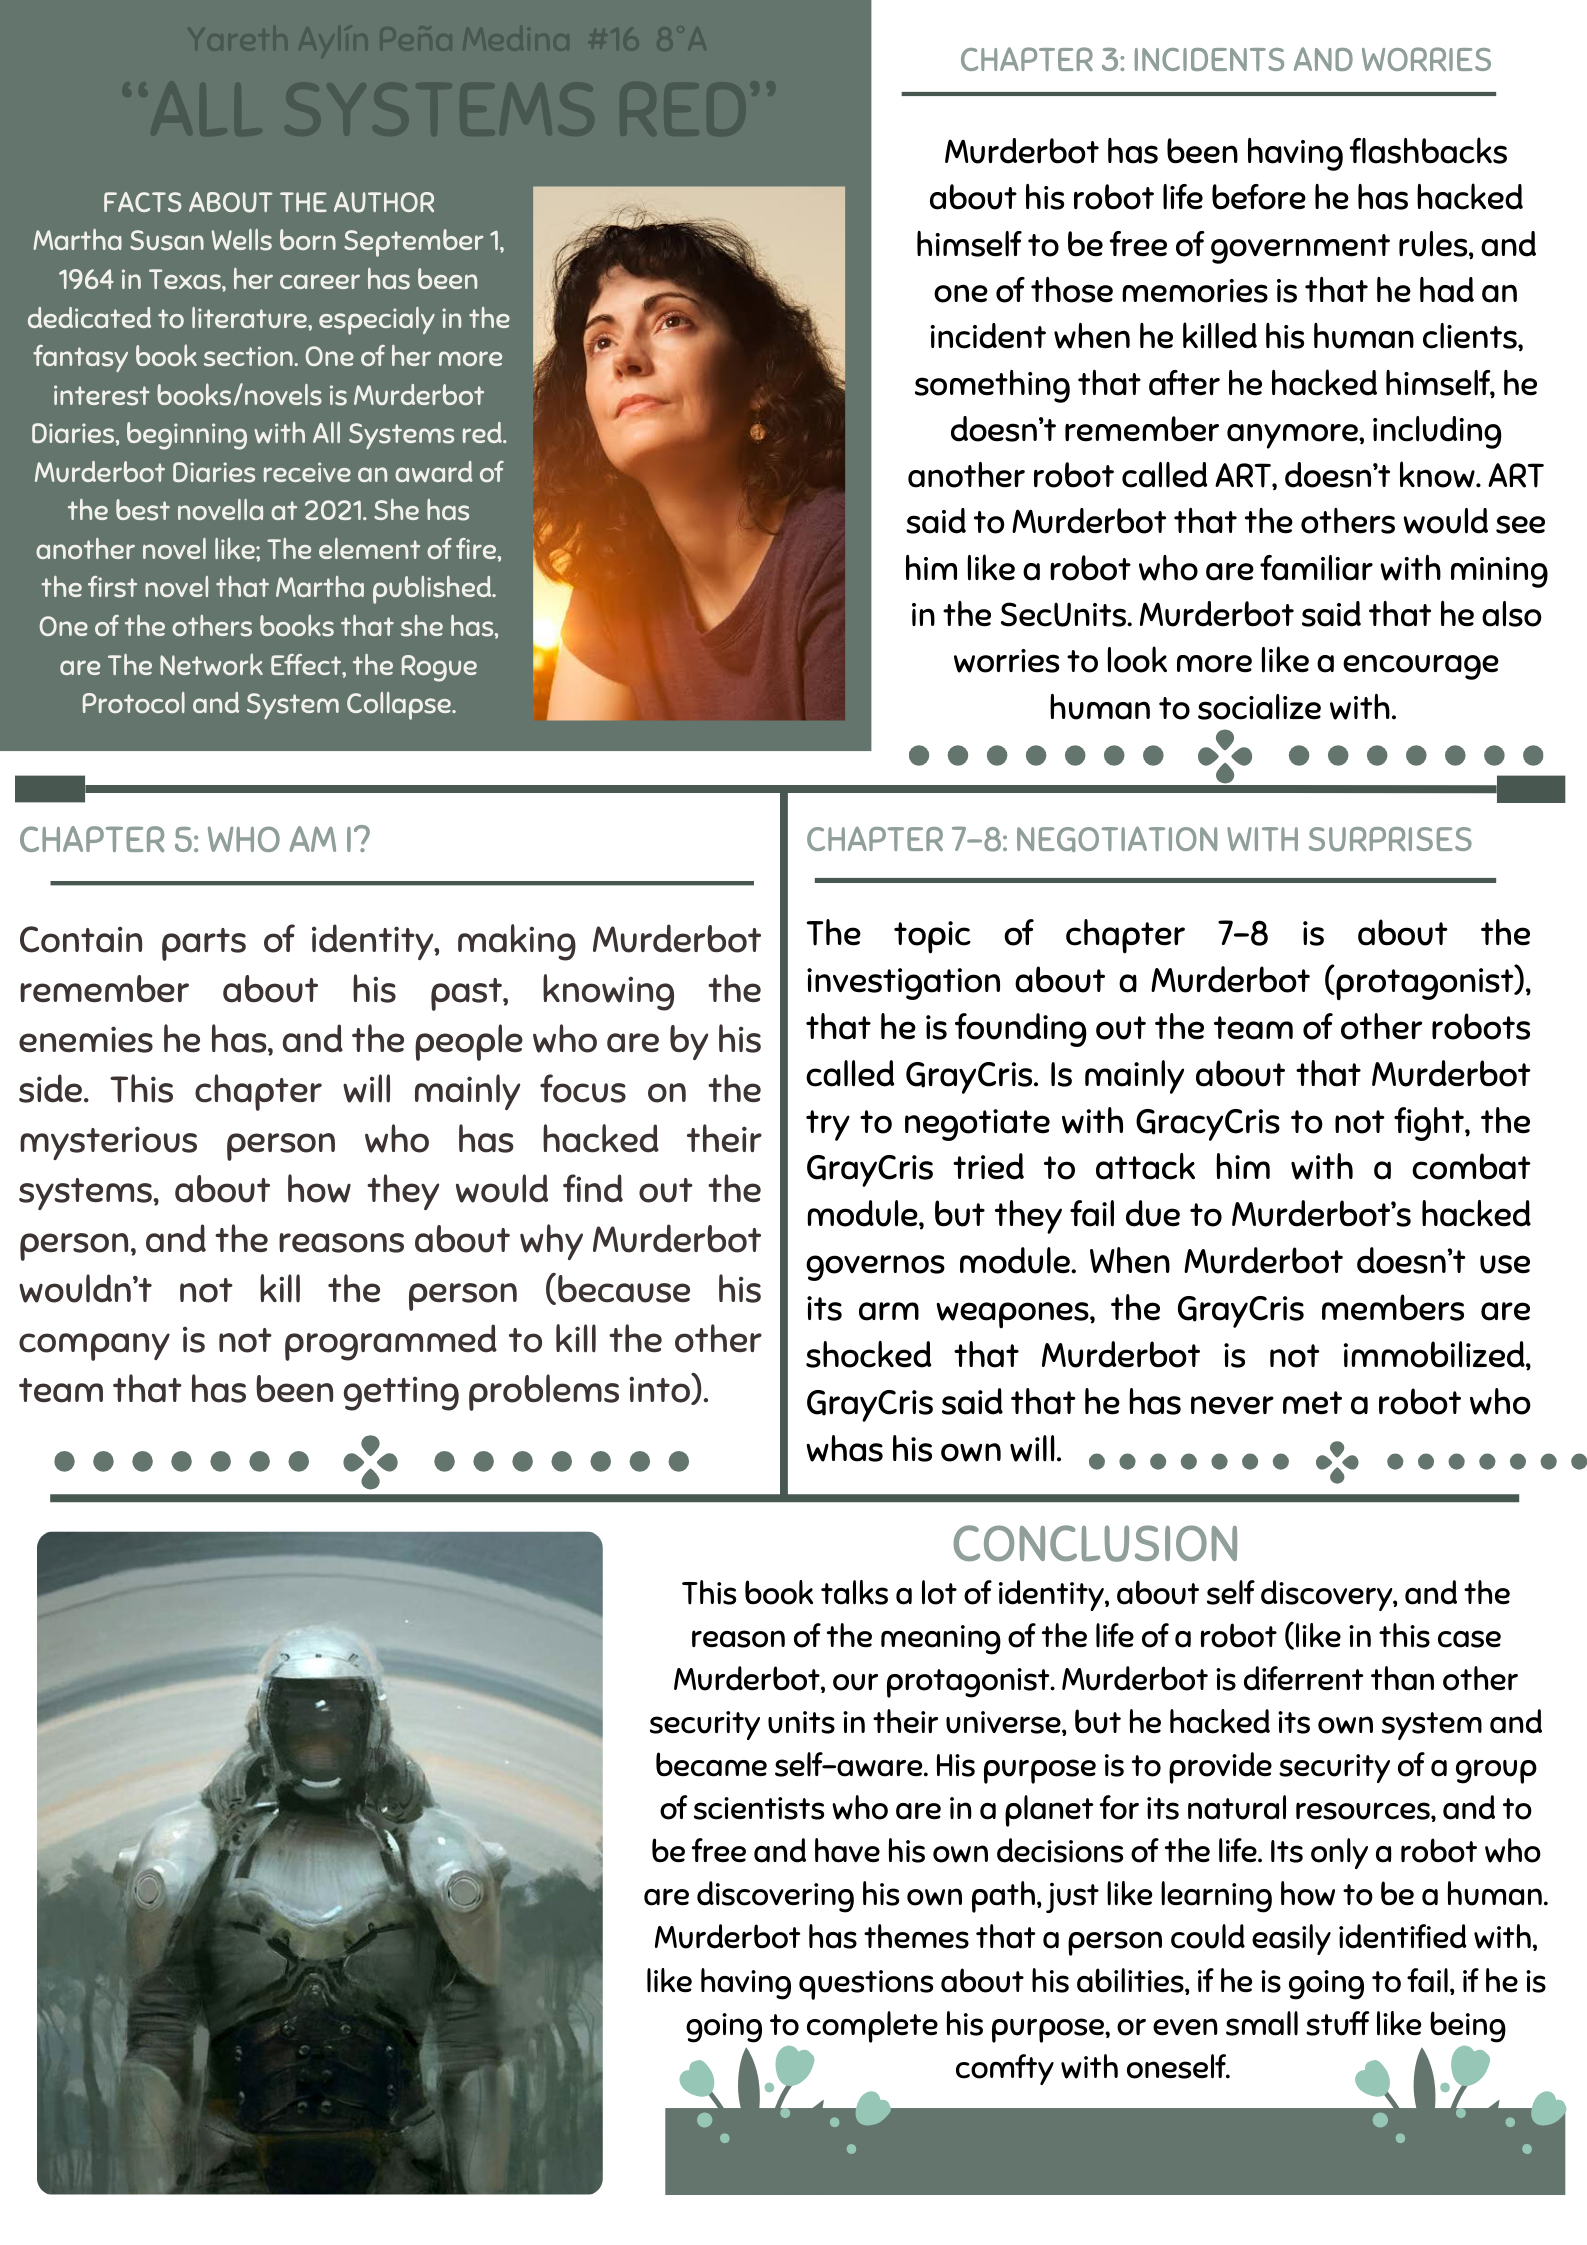 Yareth Aylín Peña Medina #16 8°A
“ALL SYSTEMS RED”
FACTS ABOUT THE AUTHOR
Martha Susan Wells born September 1,
1964 in Texas, her career has been
dedicated to literature, especialy in the
fantasy book section. One of her more
interest books/novels is Murderbot
Diaries, beginning with All Systems red.
Murderbot Diaries receive an award of
the best novella at 2021. She has
another novel like; The element of fire,
the first novel that Martha published.
One of the others books that she has,
are The Network Effect, the Rogue
Protocol and System Collapse.
CHAPTER 3: INCIDENTS AND WORRIES
Murderbot has been having flashbacks
about his robot life before he has hacked
himself to be free of government rules, and
one of those memories is that he had an
incident when he killed his human clients,
something that after he hacked himself, he
doesn’t remember anymore, including
another robot called ART, doesn’t know. ART
said to Murderbot that the others would see
him like a robot who are familiar with mining
in the SecUnits. Murderbot said that he also
worries to look more like a encourage
human to socialize with.
CHAPTER 5: WHO AM I?
Contain parts of identity, making Murderbot
remember about his past, knowing the
enemies he has, and the people who are by his
side. This chapter will mainly focus on the
mysterious person who has hacked their
systems, about how they would find out the
person, and the reasons about why Murderbot
wouldn’t not kill the person (because his
company is not programmed to kill the other
team that has been getting problems into).
CHAPTER 7-8: NEGOTIATION WITH SURPRISES
The topic of chapter 7-8 is about the
investigation about a Murderbot (protagonist),
that he is founding out the team of other robots
called GrayCris. Is mainly about that Murderbot
try to negotiate with GracyCris to not fight, the
GrayCris tried to attack him with a combat
module, but they fail due to Murderbot’s hacked
governos module. When Murderbot doesn’t use
its arm weapones, the GrayCris members are
shocked that Murderbot is not immobilized,
GrayCris said that he has never met a robot who
whas his own will.
CONCLUSION
This book talks a lot of identity, about self discovery, and the
reason of the meaning of the life of a robot (like in this case
Murderbot, our protagonist. Murderbot is diferrent than other
security units in their universe, but he hacked its own system and
became self-aware. His purpose is to provide security of a group
of scientists who are in a planet for its natural resources, and to
be free and have his own decisions of the life. Its only a robot who
are discovering his own path, just like learning how to be a human.
Murderbot has themes that a person could easily identified with,
like having questions about his abilities, if he is going to fail, if he is
going to complete his purpose, or even small stuff like being
comfty with oneself.